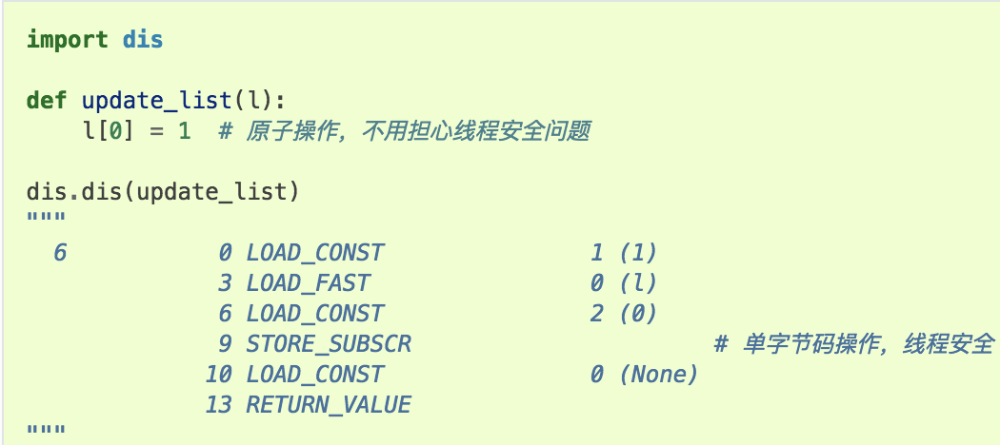 import dis
def update_list(l):
    l[0] = 1  # 原子操作，不用担心线程安全问题
dis.dis(update_list)
"""
  6           0 LOAD_CONST               1 (1)
              3 LOAD_FAST                0 (l)
              6 LOAD_CONST               2 (0)
              9 STORE_SUBSCR                      # 单字节码操作，线程安全
             10 LOAD_CONST               0 (None)
             13 RETURN_VALUE
"""